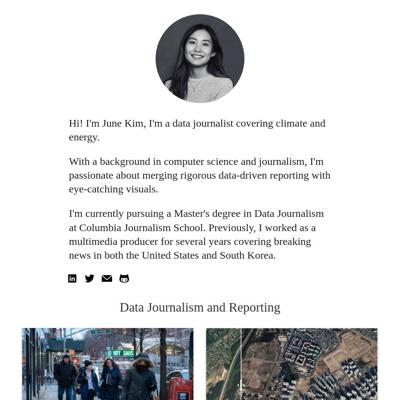 Hi! I'm June Kim, I'm a data journalist covering climate and
energy.
With a background in computer science and journalism, I'm
passionate about merging rigorous data-driven reporting with
eye-catching visuals.
I'm currently pursuing a Master's degree in Data Journalism
at Columbia Journalism School. Previously, I worked as a
multimedia producer for several years covering breaking
news in both the United States and South Korea.
Data Journalism and Reporting